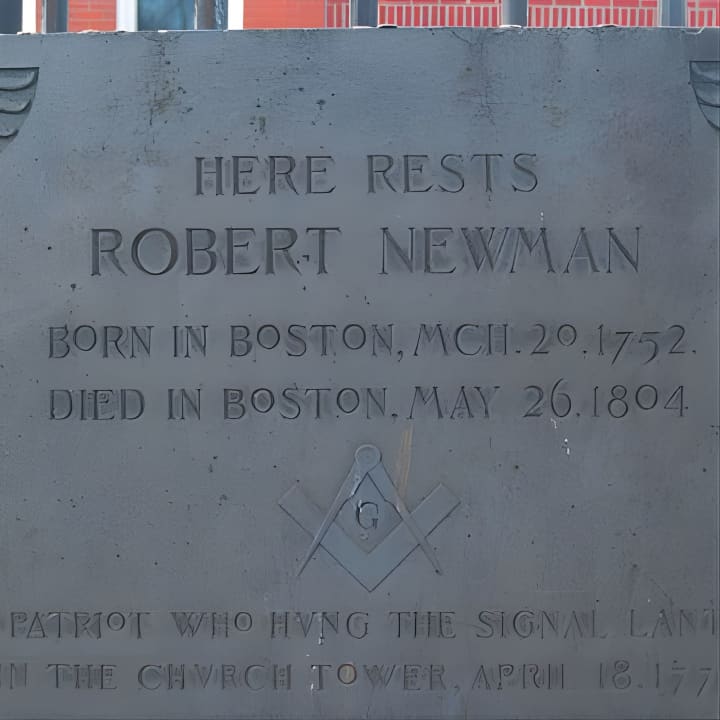 HERE RESTS
ROBERT NEWMAN
BORN IN BOSTON, MCH. 20. 1752.
DIED IN BOSTON, MAY 26. 1804
G
PATRIOT WHO HVNG THE SIGNAL
THE CHVRCH TOWER, APRIL 18.